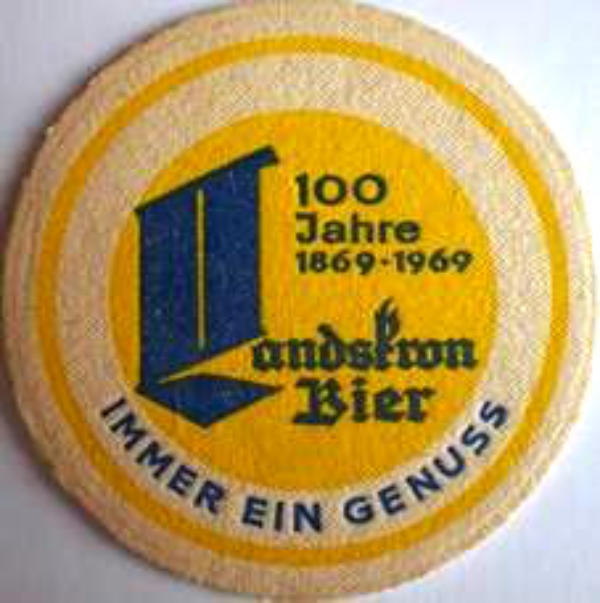 100
Jahre
1869-1969
Landskron
Bier
IMMER EIN GENUSS